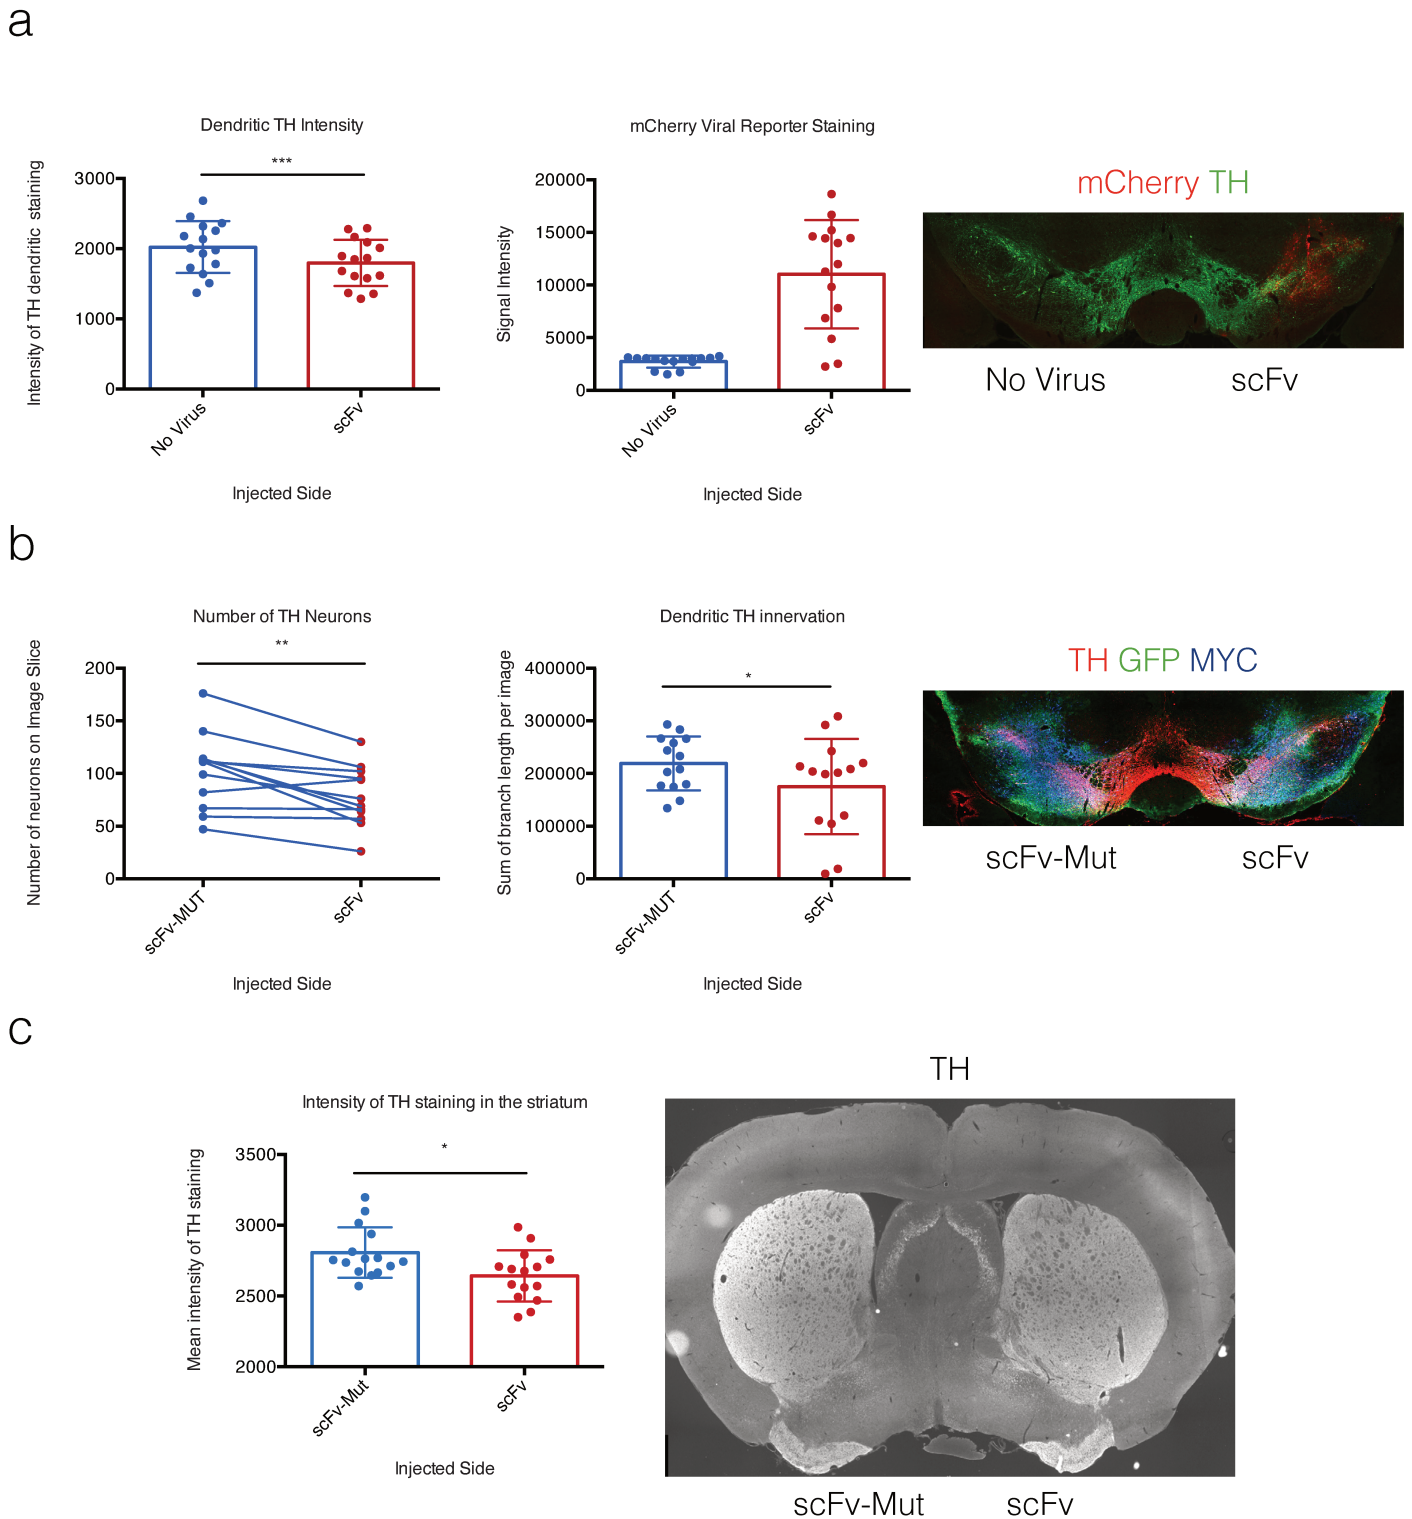 a
Dendritic TH Intensity
***
Intensity of TH dendritic staining
3000
2000
1000
0
No Virus
scFv
Injected Side
mCherry Viral Reporter Staining
Signal Intensity
20000
15000
10000
5000
0
No Virus
scFv
Injected Side
mCherry TH
No Virus
scFv
b
Number of TH Neurons
**
Number of neurons on Image Slice
200
150
100
50
0
scFv-MUT
scFv
Injected Side
Dendritic TH innervation
*
Sum of branch length per image
400000
300000
200000
100000
0
scFv-MUT
scFv
Injected Side
TH GFP MYC
scFv-Mut
scFv
c
Intensity of TH staining in the striatum
*
Mean intensity of TH staining
3500
3000
2500
2000
scFv-Mut
scFv
Injected Side
TH
scFv-Mut
scFv